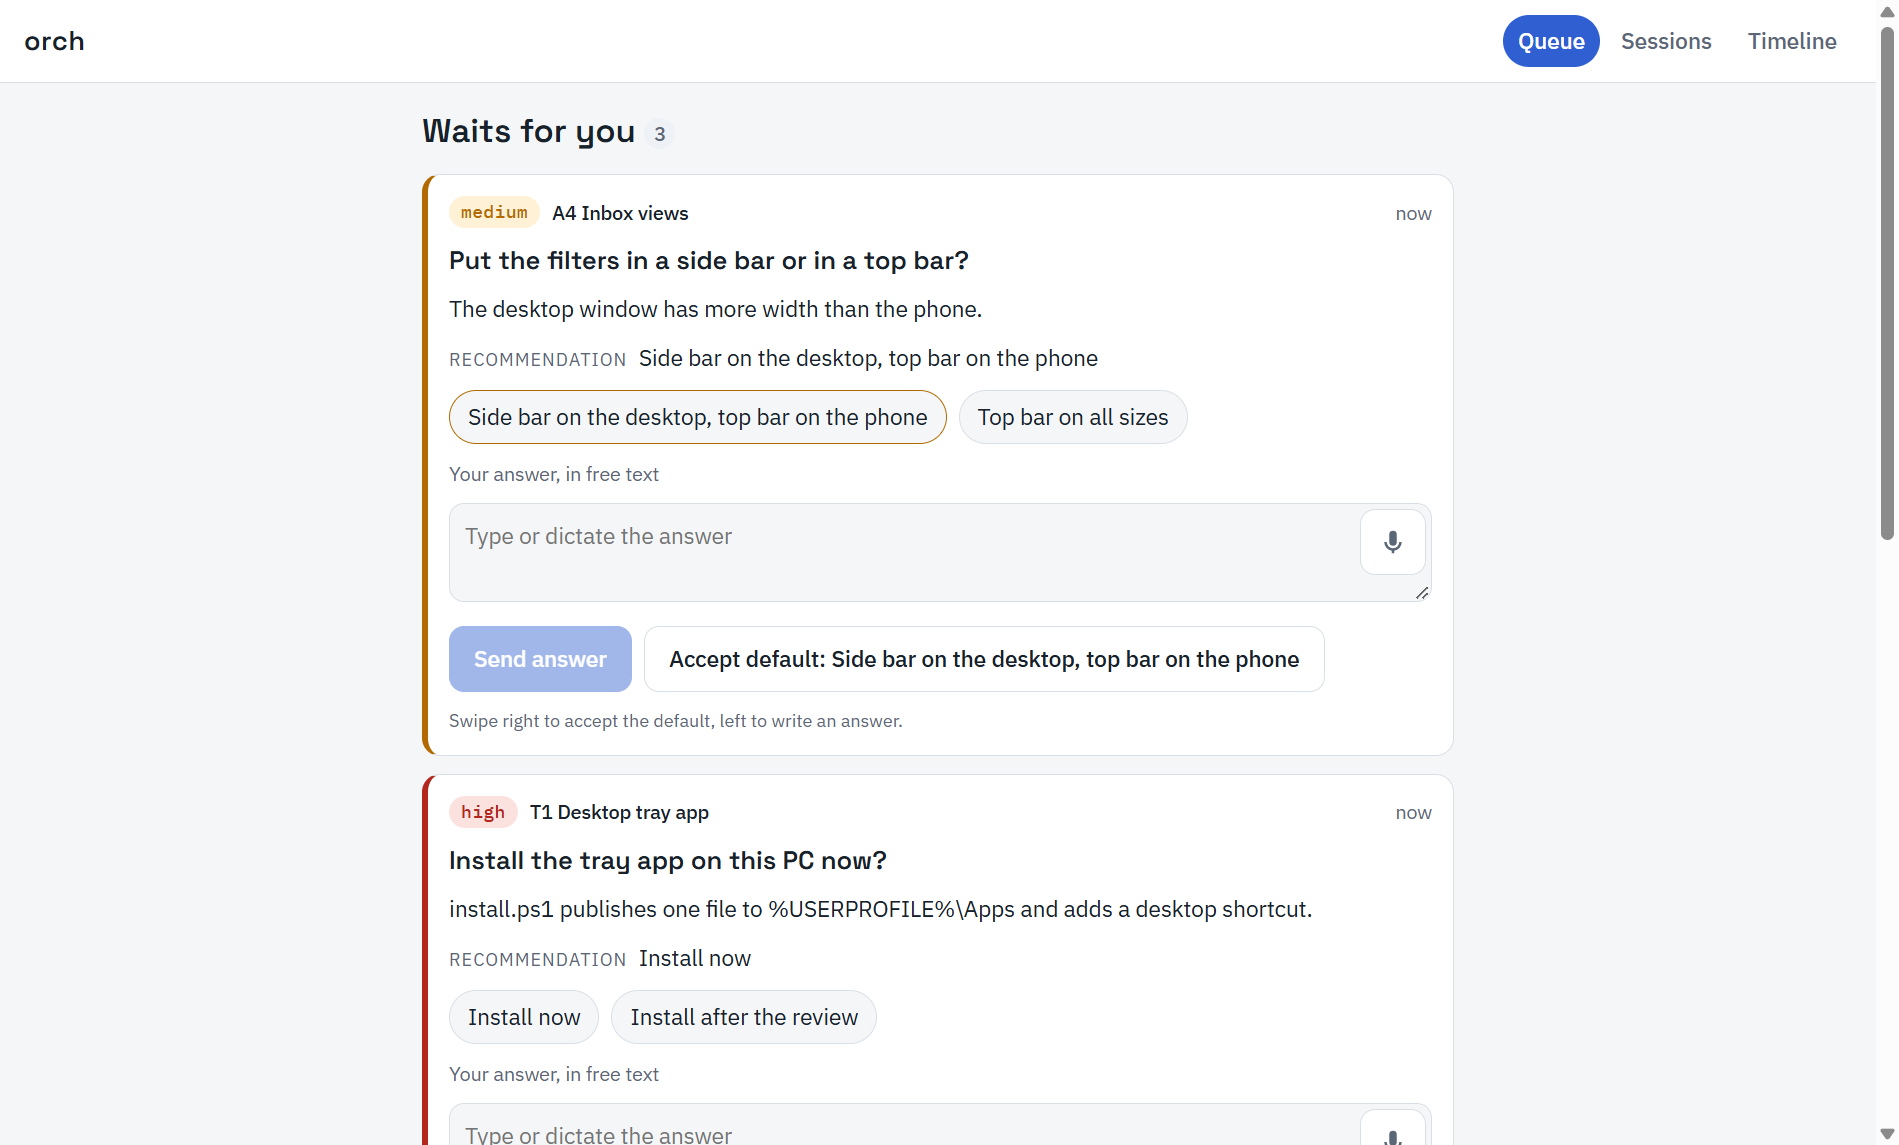 orch
Queue Sessions Timeline
Waits for you 3
medium A4 Inbox views now
Put the filters in a side bar or in a top bar?
The desktop window has more width than the phone.
RECOMMENDATION Side bar on the desktop, top bar on the phone
Side bar on the desktop, top bar on the phone Top bar on all sizes
Your answer, in free text
Type or dictate the answer
Send answer Accept default: Side bar on the desktop, top bar on the phone
Swipe right to accept the default, left to write an answer.
high T1 Desktop tray app now
Install the tray app on this PC now?
install.ps1 publishes one file to %USERPROFILE%\Apps and adds a desktop shortcut.
RECOMMENDATION Install now
Install now Install after the review
Your answer, in free text
Type or dictate the answer